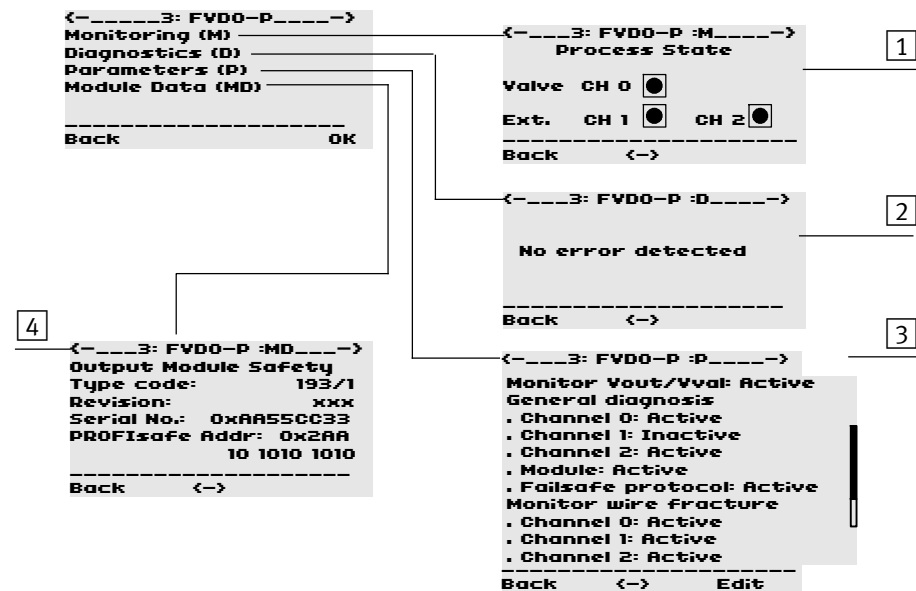 <-_____3: FVDO-P____->
Monitoring (M)
Diagnostics (D)
Parameters (P)
Module Data (MD)
____________________
Back OK
<-___3: FVDO-P :M____->
Process State
Valve CH 0
Ext. CH 1 CH 2
Back <->
1
<-___3: FVDO-P :D____->
No error detected
Back <->
2
<-___3: FVDO-P :P____->
Monitor Vout/Vval: Active
General diagnosis
. Channel 0: Active
. Channel 1: Inactive
. Channel 2: Active
. Module: Active
. Failsafe protocol: Active
Monitor wire fracture
. Channel 0: Active
. Channel 1: Active
. Channel 2: Active
Back <-> Edit
3
4
<-___3: FVDO-P :MD___->
Output Module Safety
Type code: 193/1
Revision: xxx
Serial No.: 0xAA55CC33
PROFIsafe Addr: 0x2AA
10 1010 1010
Back <->